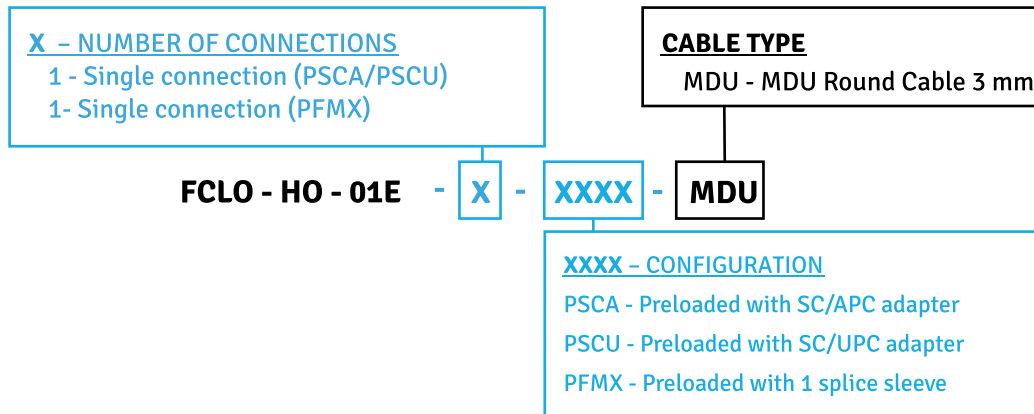 X – NUMBER OF CONNECTIONS
1 - Single connection (PSCA/PSCU)
1- Single connection (PFMX)
CABLE TYPE
MDU - MDU Round Cable 3 mm
FCLO - HO - 01E - X - XXXX - MDU
XXXX – CONFIGURATION
PSCA - Preloaded with SC/APC adapter
PSCU - Preloaded with SC/UPC adapter
PFMX - Preloaded with 1 splice sleeve